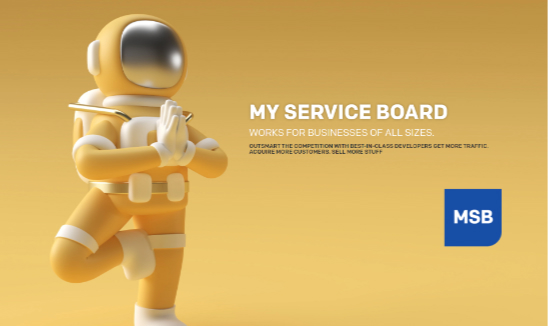 MY SERVICE BOARD
WORKS FOR BUSINESSES OF ALL SIZES.
OUTSMART THE COMPETITION WITH BEST-IN-CLASS DEVELOPERS GET MORE TRAFFIC.
ACQUIRE MORE CUSTOMERS. SELL MORE STUFF
MSB